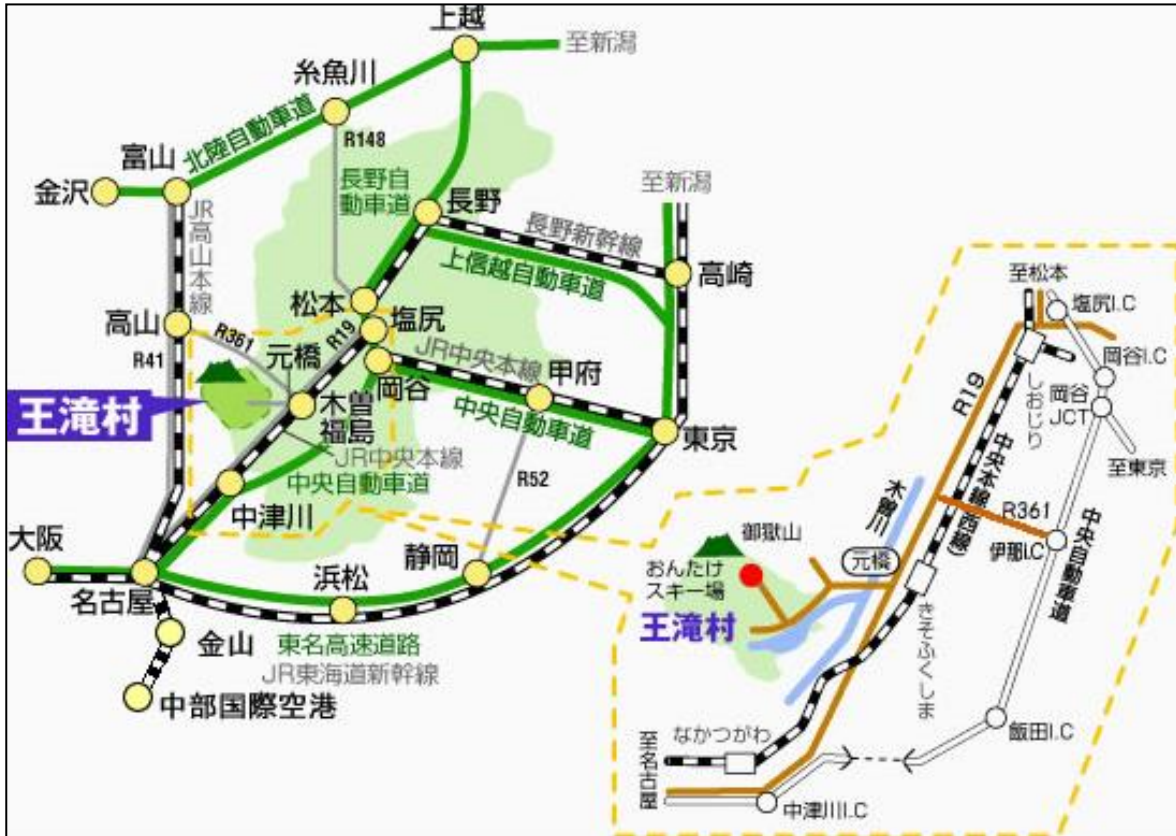 上越
至新潟
糸魚川
北陸自動車道
R148
富山
金沢
長野自
動車道
長野
至新潟
長野新幹線
上信越自動車道
高崎
JR高山本線
松本
塩尻
高山
R361
R19
元橋
R41
JR中央本線
岡谷
甲府
中央自動車道
王滝村
木曽
福島
東京
JR中央本線
中央自動車道
R52
中津川
大阪
静岡
浜松
名古屋
金山
東名高速道路
JR東海道新幹線
中部国際空港
至松本
塩尻I.C
岡谷I.C
R19
しおじり
岡谷
JCT
至東京
中央本線(西線)
木曽川
R361
伊那I.C
中央自動車道
御獄山
元橋
おんたけ
スキー場
王滝村
きそふくしま
飯田I.C
なかつがわ
至名古屋
中津川I.C